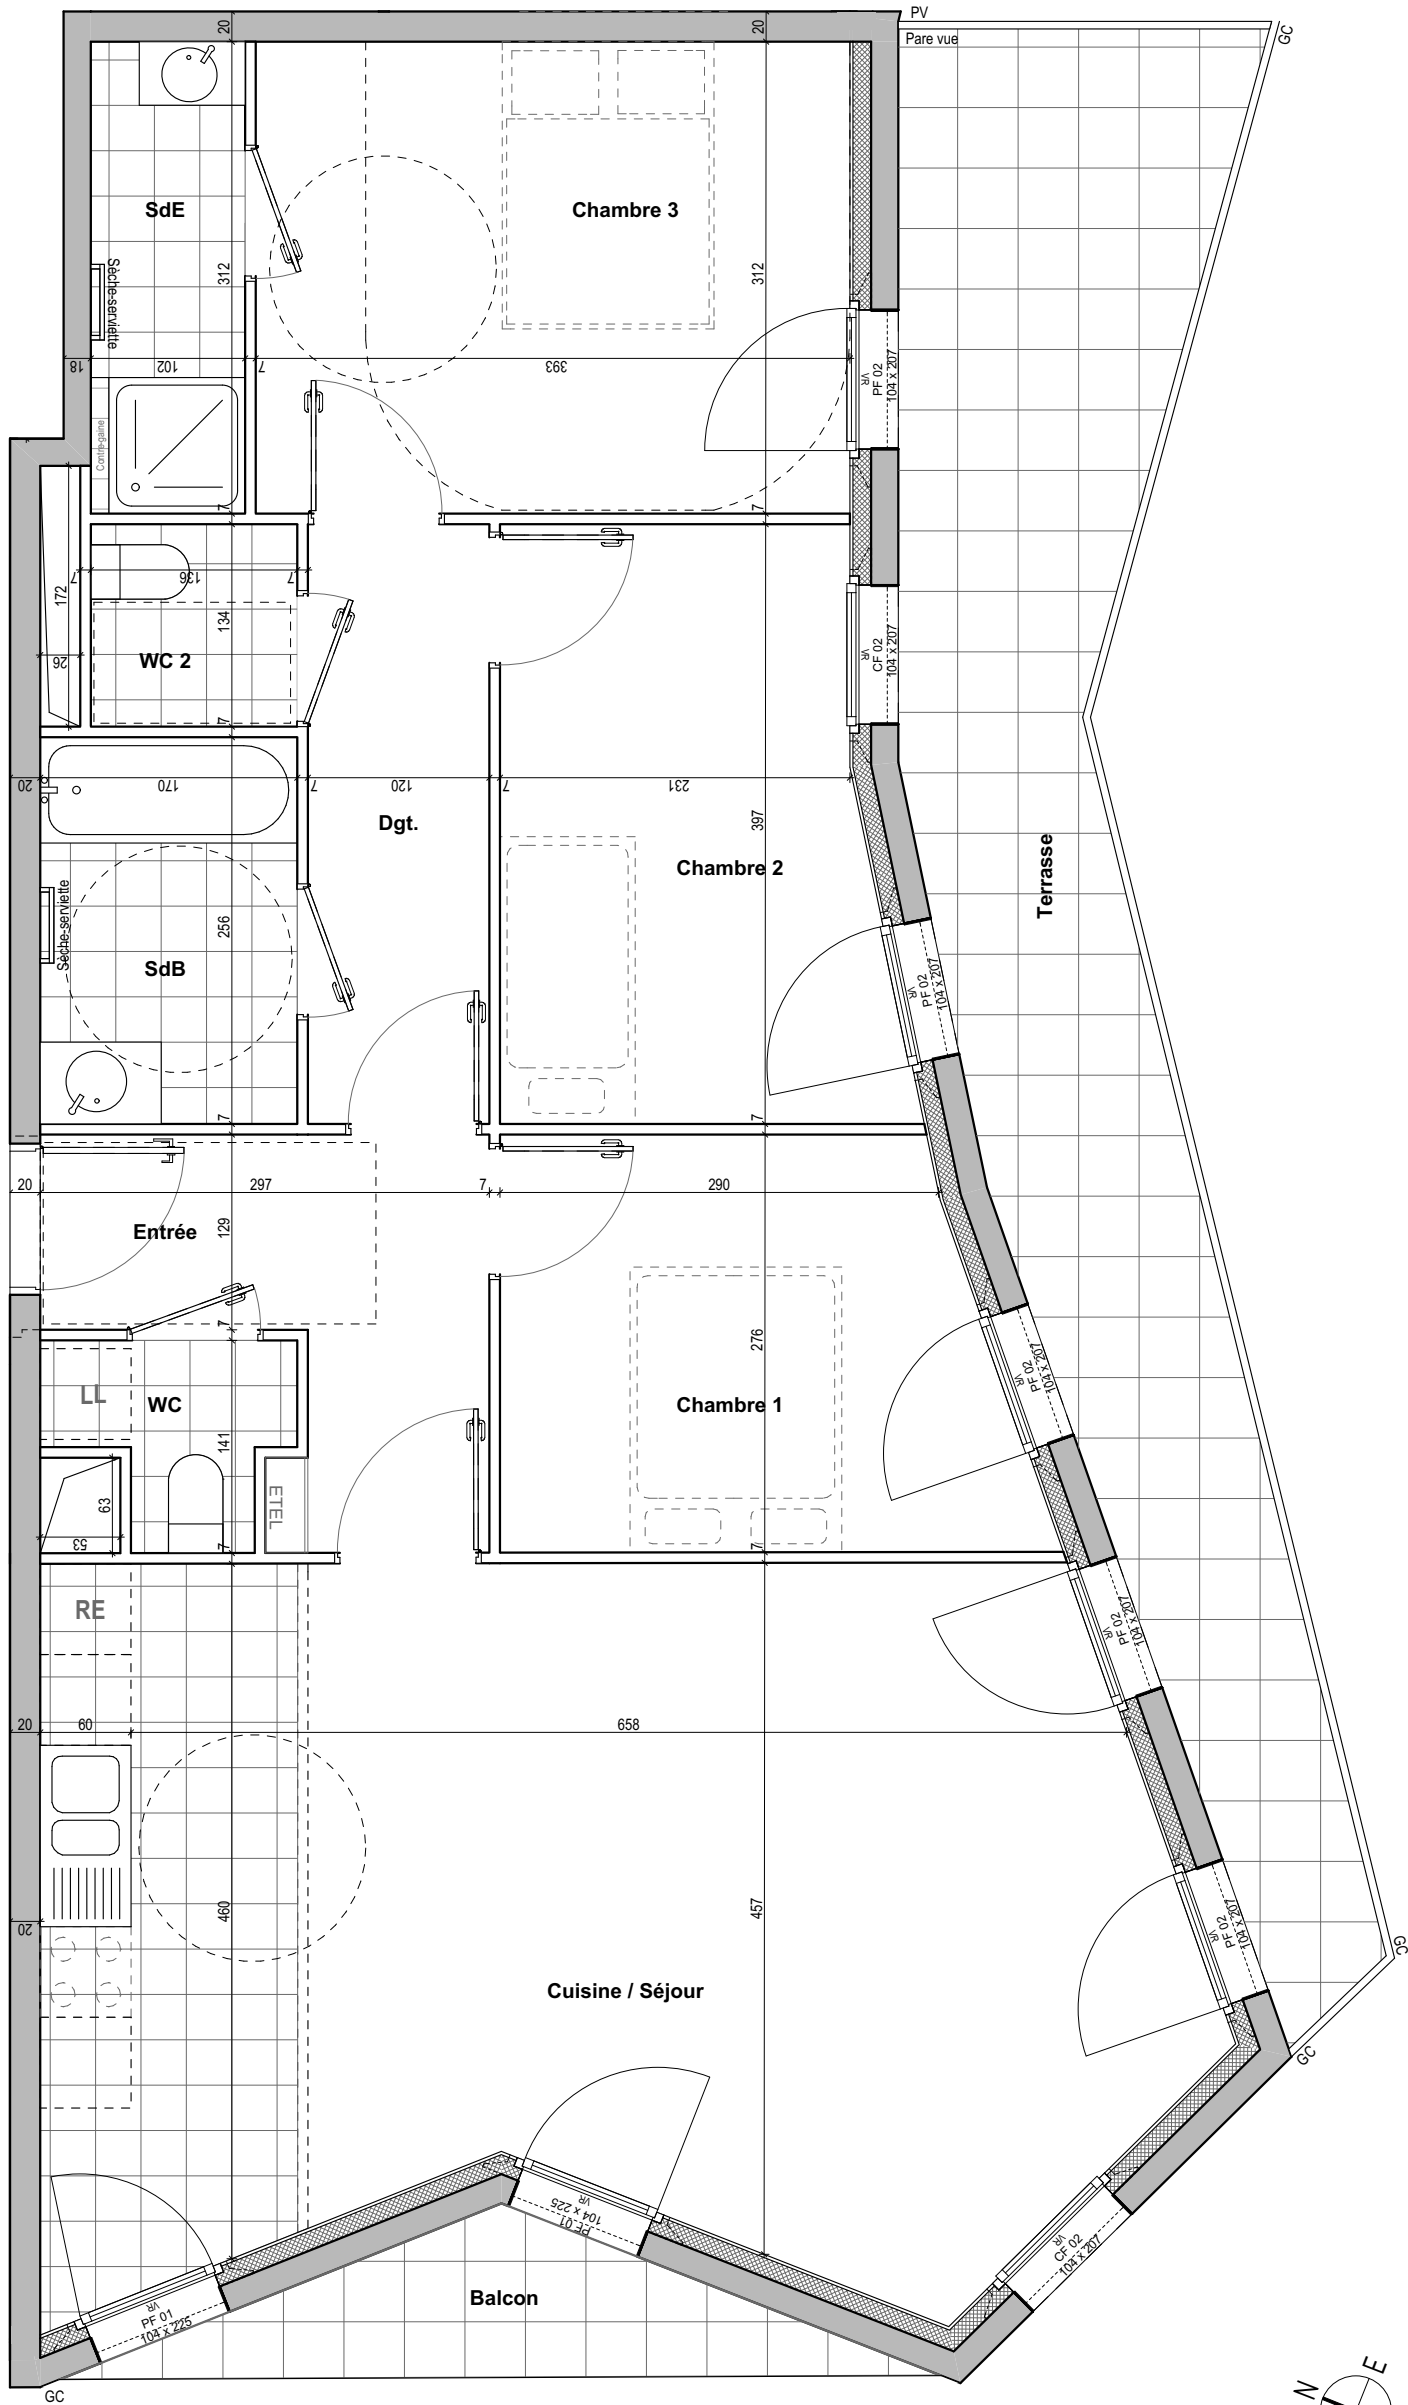 PV
GC
Pare vue
20
20
SdE
Chambre 3
Sèche-serviette
312
312
18
102
7
393
PF 02
104 x 207
VR
Contre-gaine
7
7
172
7
136
7
134
26
WC 2
CF 02
104 x 207
VR
7
20
170
7
120
7
231
397
Dgt.
Chambre 2
Terrasse
Sèche-serviette
256
SdB
PF 02
104 x 207
VR
7
7
20
297
7
290
129
Entrée
7
276
PF 02
104 x 207
VR
LL
WC
Chambre 1
141
63
ETEL
53
7
7
RE
PF 02
104 x 207
VR
20
60
658
460
457
20
PF 02
104 x 207
VR
GC
Cuisine / Séjour
GC
VR
104 x 225
PF 01
VR
CF 02
104 x 207
Balcon
VR
PF 01
104 x 225
GC
N
E